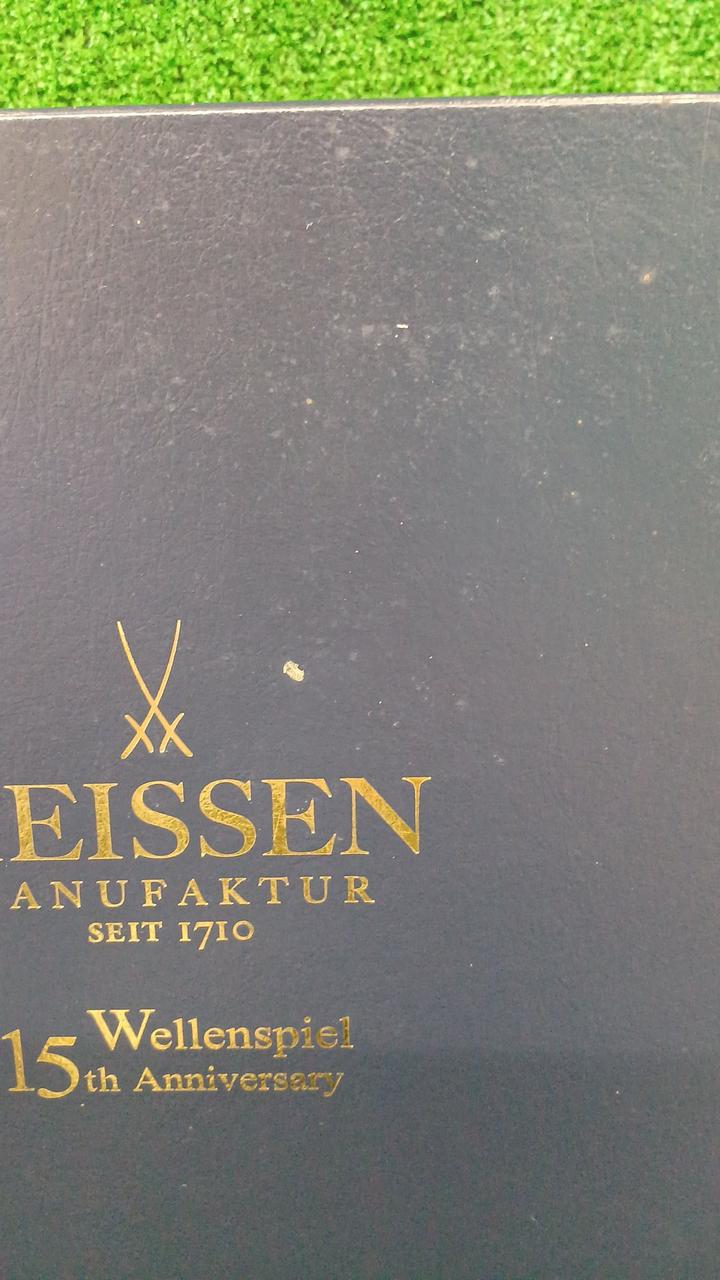 EISSEN
ANUFAKTUR
SEIT 1710
15th Wellenspiel
Anniversary